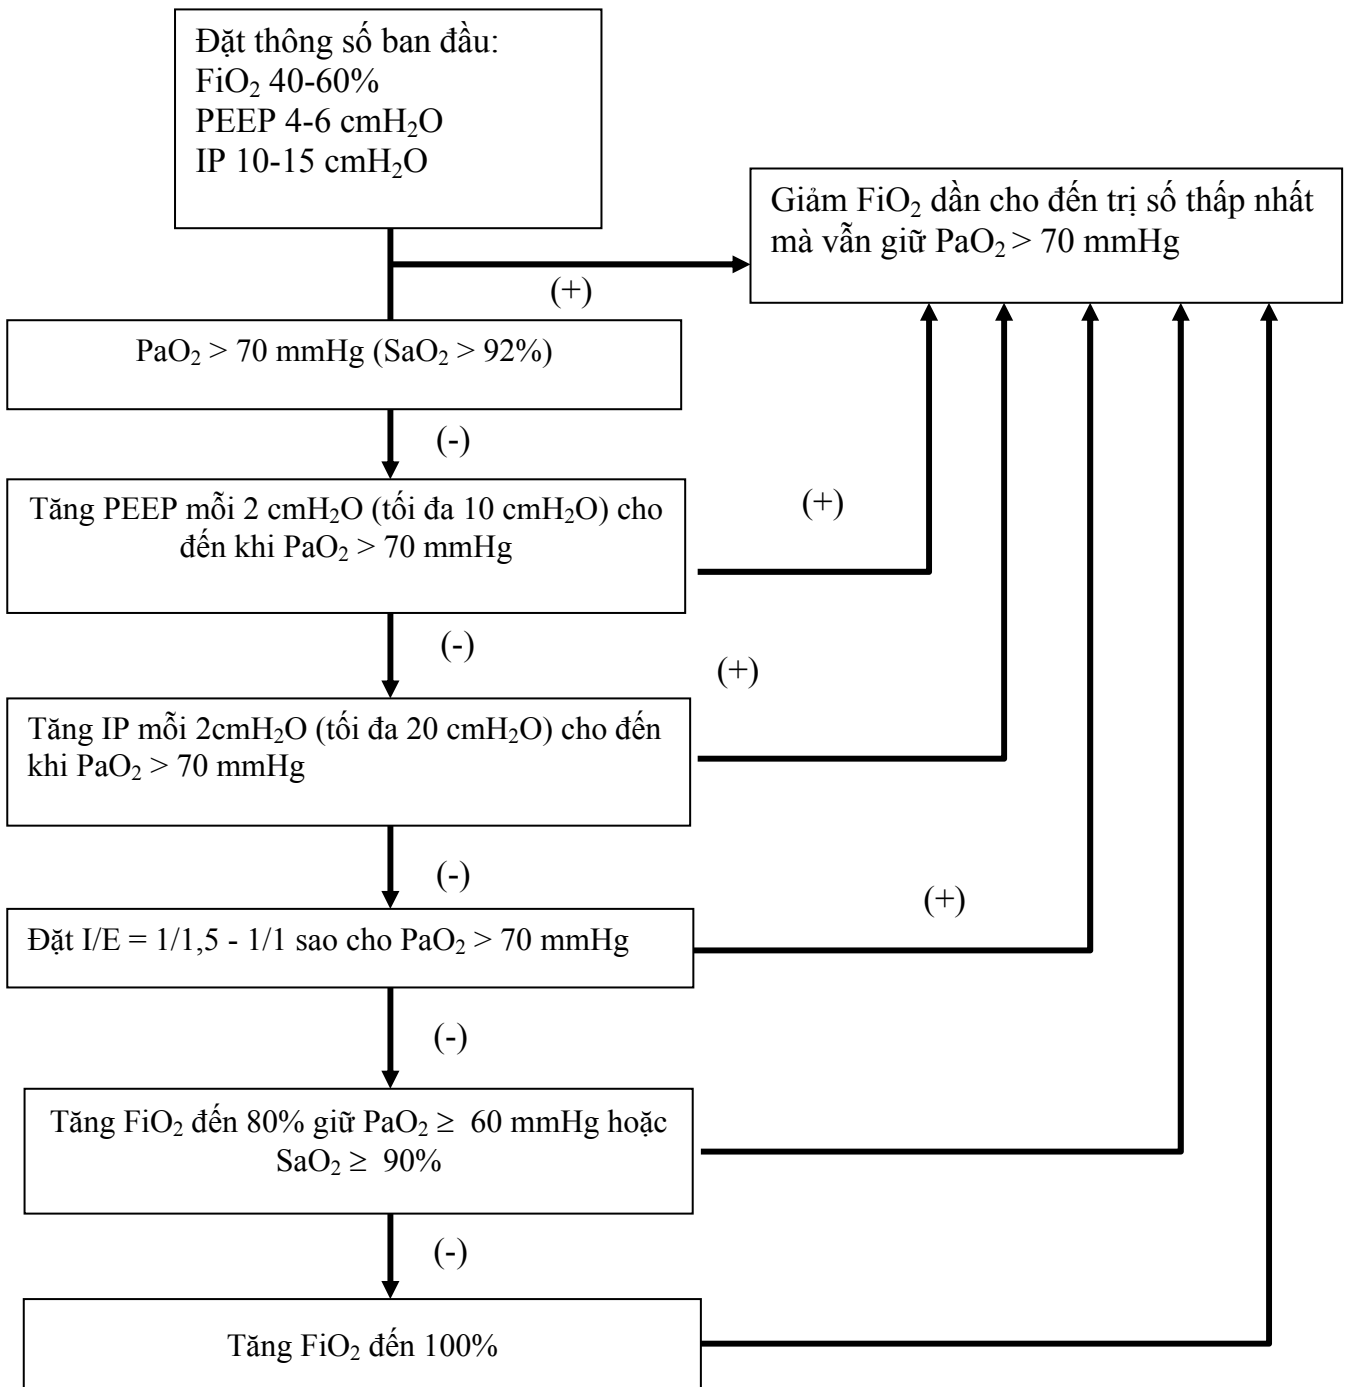 Đặt thông số ban đầu:
FiO₂ 40-60%
PEEP 4-6 cmH₂O
IP 10-15 cmH₂O
Giảm FiO₂ dần cho đến trị số thấp nhất
mà vẫn giữ PaO₂ > 70 mmHg
(+)
PaO₂ > 70 mmHg (SaO₂ > 92%)
(-)
Tăng PEEP mỗi 2 cmH₂O (tối đa 10 cmH₂O) cho
đến khi PaO₂ > 70 mmHg
(+)
(-)
(+)
Tăng IP mỗi 2cmH₂O (tối đa 20 cmH₂O) cho đến
khi PaO₂ > 70 mmHg
(-)
(+)
Đặt I/E = 1/1,5 - 1/1 sao cho PaO₂ > 70 mmHg
(-)
Tăng FiO₂ đến 80% giữ PaO₂ ≥ 60 mmHg hoặc
SaO₂ ≥ 90%
(-)
Tăng FiO₂ đến 100%